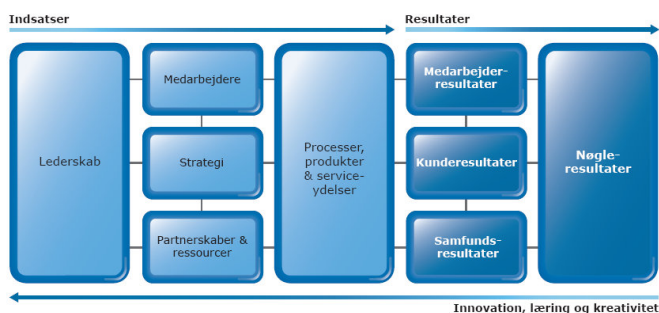 Indsatser
Resultater
Lederskab
Medarbejdere
Strategi
Partnerskaber &
ressourcer
Processer,
produkter
& service-
ydelser
Medarbejder-
resultater
Kunderesultater
Samfunds-
resultater
Nøgle-
resultater
Innovation, læring og kreativitet